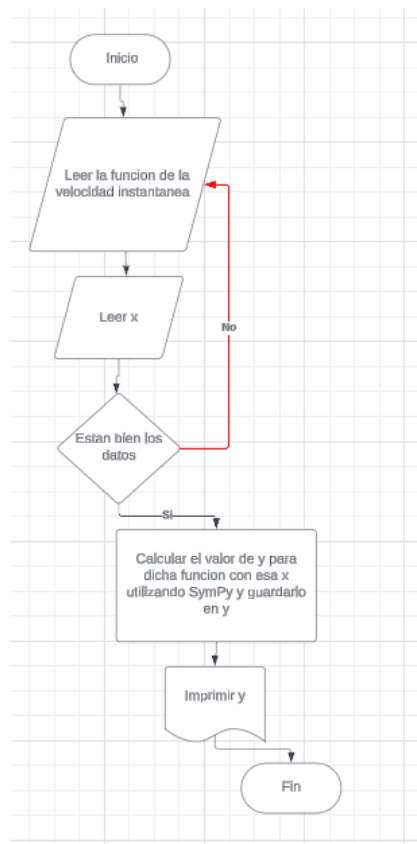 Inicio
Leer la funcion de la
velocidad instantanea
Leer x
No
Estan bien los
datos
Si
Calcular el valor de y para
dicha funcion con esa x
utilizando SymPy y guardarlo
en y
Imprimir y
Fin